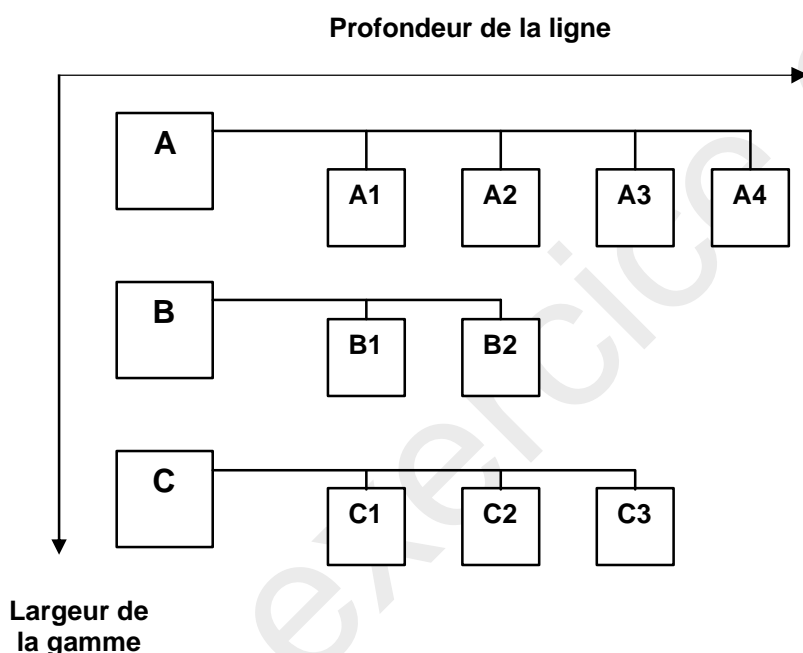 Profondeur de la ligne
A
A1 A2 A3 A4
B
B1 B2
C
C1 C2 C3
Largeur de
la gamme